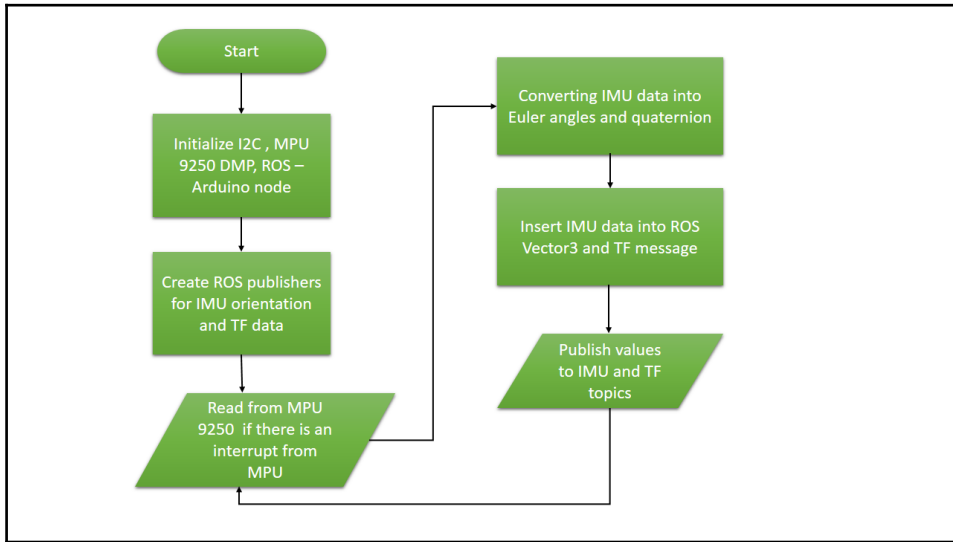 Start
Initialize I2C , MPU
9250 DMP, ROS –
Arduino node
Create ROS publishers
for IMU orientation
and TF data
Read from MPU
9250 if there is an
interrupt from
MPU
Converting IMU data into
Euler angles and quaternion
Insert IMU data into ROS
Vector3 and TF message
Publish values
to IMU and TF
topics